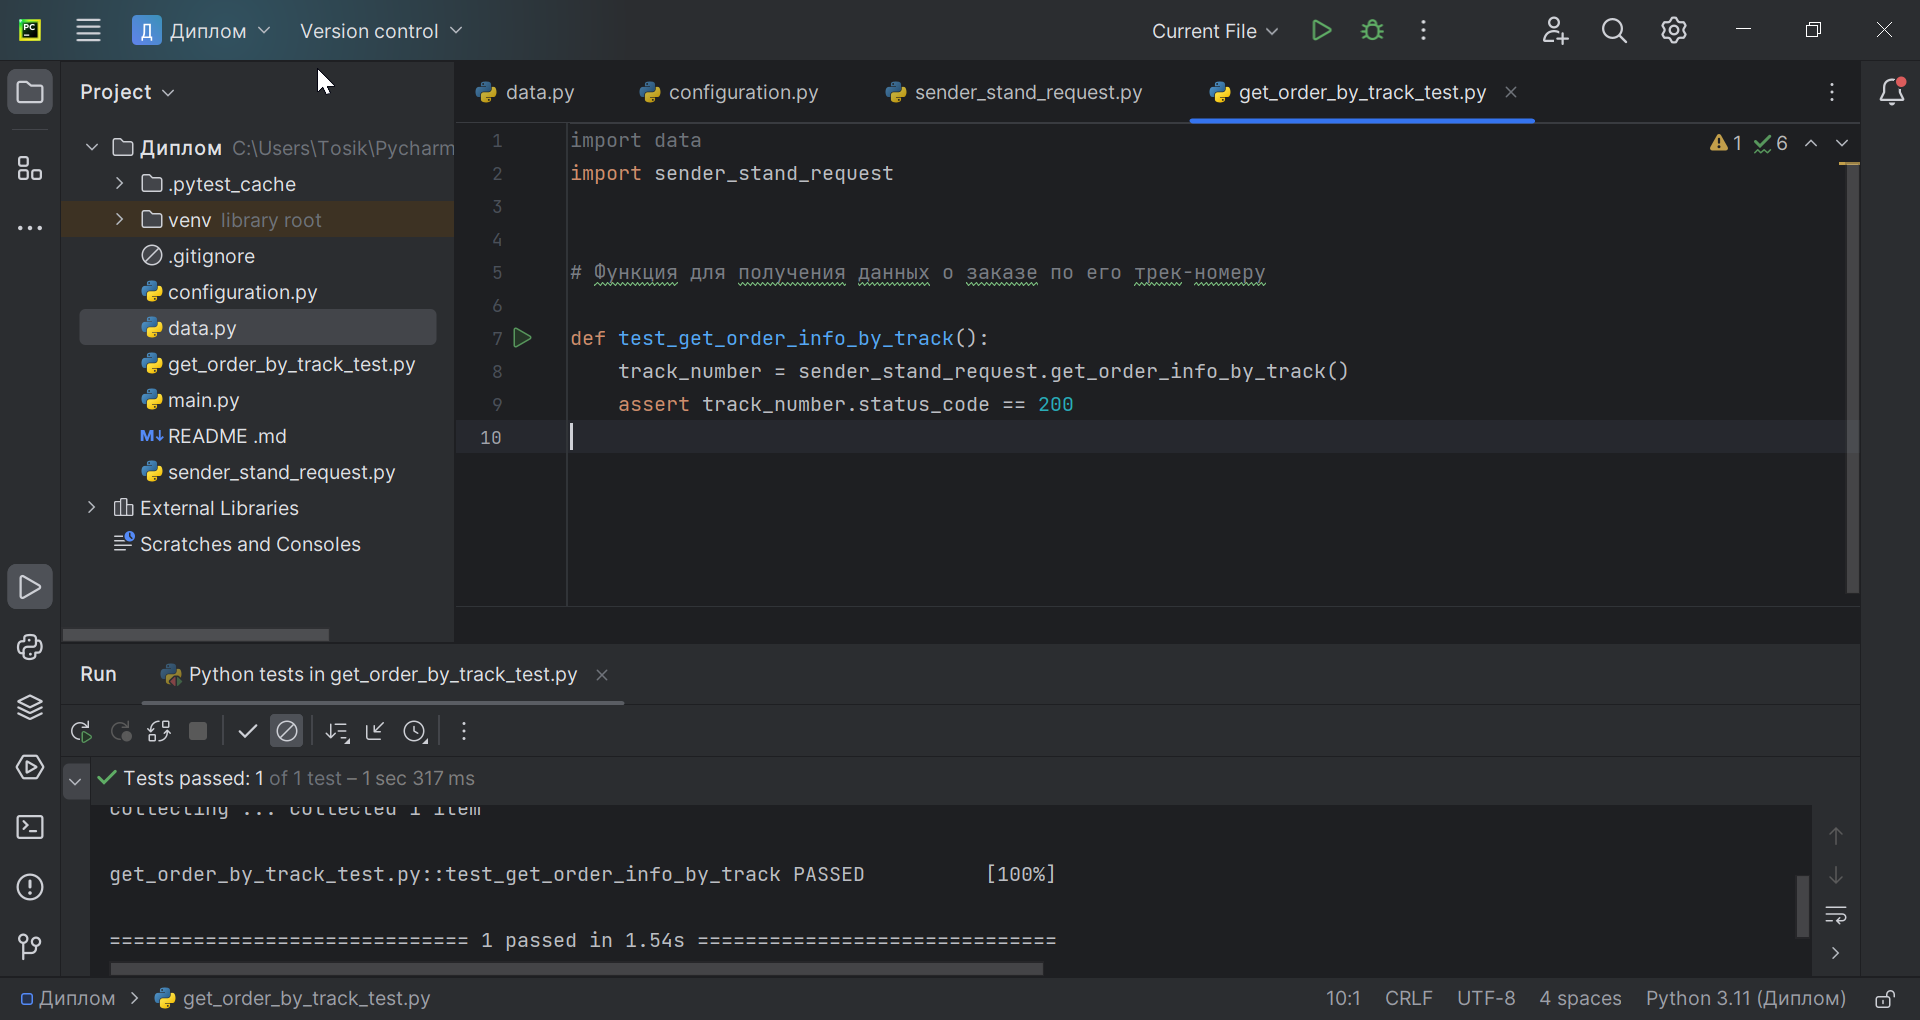 PC
Д Диплом Version control
Current File
Project
data.py
configuration.py
sender_stand_request.py
get_order_by_track_test.py
Диплом C:\Users\Tosik\Pycharm
.pytest_cache
venv library root
.gitignore
configuration.py
data.py
get_order_by_track_test.py
main.py
M↓ README .md
sender_stand_request.py
External Libraries
Scratches and Consoles
1 import data
2 import sender_stand_request
3
4
5 # Функция для получения данных о заказе по его трек-номеру
6
7 def test_get_order_info_by_track():
8 track_number = sender_stand_request.get_order_info_by_track()
9 assert track_number.status_code == 200
10
1 6
Run Python tests in get_order_by_track_test.py
Tests passed: 1 of 1 test – 1 sec 317 ms
collecting ... collected 1 item
get_order_by_track_test.py::test_get_order_info_by_track PASSED [100%]
============================== 1 passed in 1.54s ==============================
Диплом > get_order_by_track_test.py
10:1 CRLF UTF-8 4 spaces Python 3.11 (Диплом)